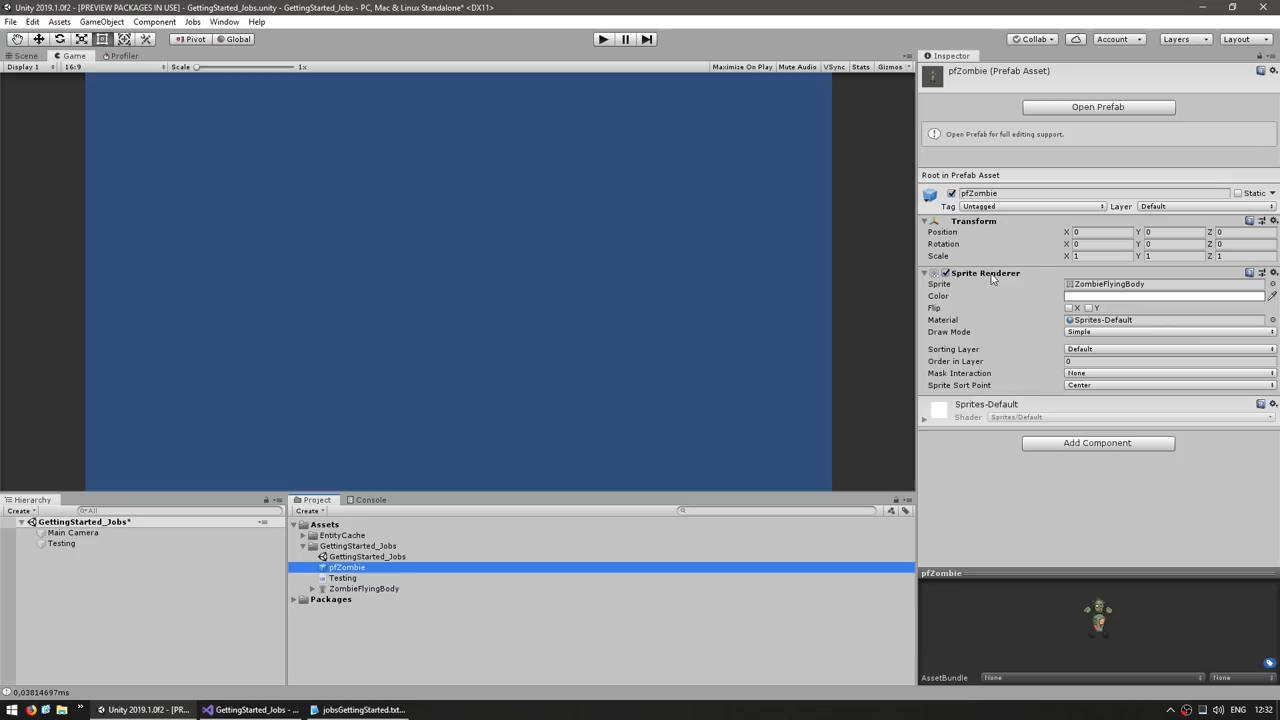 Unity 2019.1.0f2 - [PREVIEW PACKAGES IN USE] - GettingStarted_Jobs.unity - GettingStarted_Jobs - PC, Mac & Linux Standalone* <DX11>
File Edit Assets GameObject Component Jobs Window Help
Pivot Global Collab Account Layers Layout
Scene Game Profiler
Display 1 16:9 Scale 1x Maximize On Play Mute Audio VSync Stats Gizmos
Inspector
pfZombie (Prefab Asset)
Open Prefab
Open Prefab for full editing support.
Root in Prefab Asset
pfZombie Static
Tag Untagged Layer Default
Transform
Position X 0 Y 0 Z 0
Rotation X 0 Y 0 Z 0
Scale X 1 Y 1 Z 1
Sprite Renderer
Sprite ZombieFlyingBody
Color
Flip X Y
Material Sprites-Default
Draw Mode Simple
Sorting Layer Default
Order in Layer 0
Mask Interaction None
Sprite Sort Point Center
Sprites-Default
Shader Sprites/Default
Add Component
Hierarchy
Create All
GettingStarted_Jobs*
Main Camera
Testing
Project Console
Create
Assets
EntityCache
GettingStarted_Jobs
GettingStarted_Jobs
pfZombie
Testing
ZombieFlyingBody
Packages
pfZombie
AssetBundle None None
0,03814697ms
Unity 2019.1.0f2 - [PR... GettingStarted_Jobs - ... jobsGettingStarted.txt... ENG 12:32